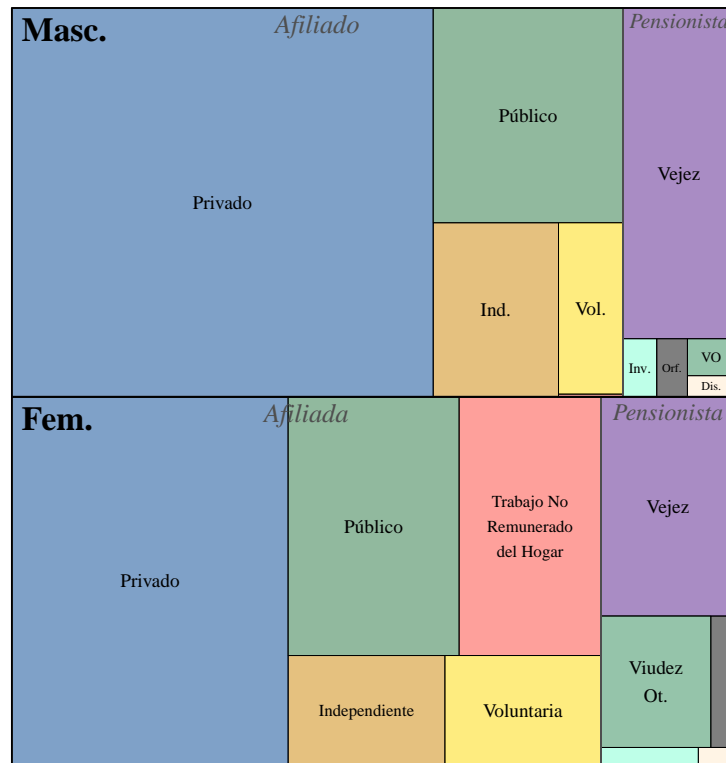 Masc.
Afiliado
Pensionista
Privado
Público
Vejez
Ind.
Vol.
Inv.
Orf.
VO
Dis.
Fem.
Afiliada
Pensionista
Privado
Público
Trabajo No
Remunerado
del Hogar
Vejez
Independiente
Voluntaria
Viudez
Ot.